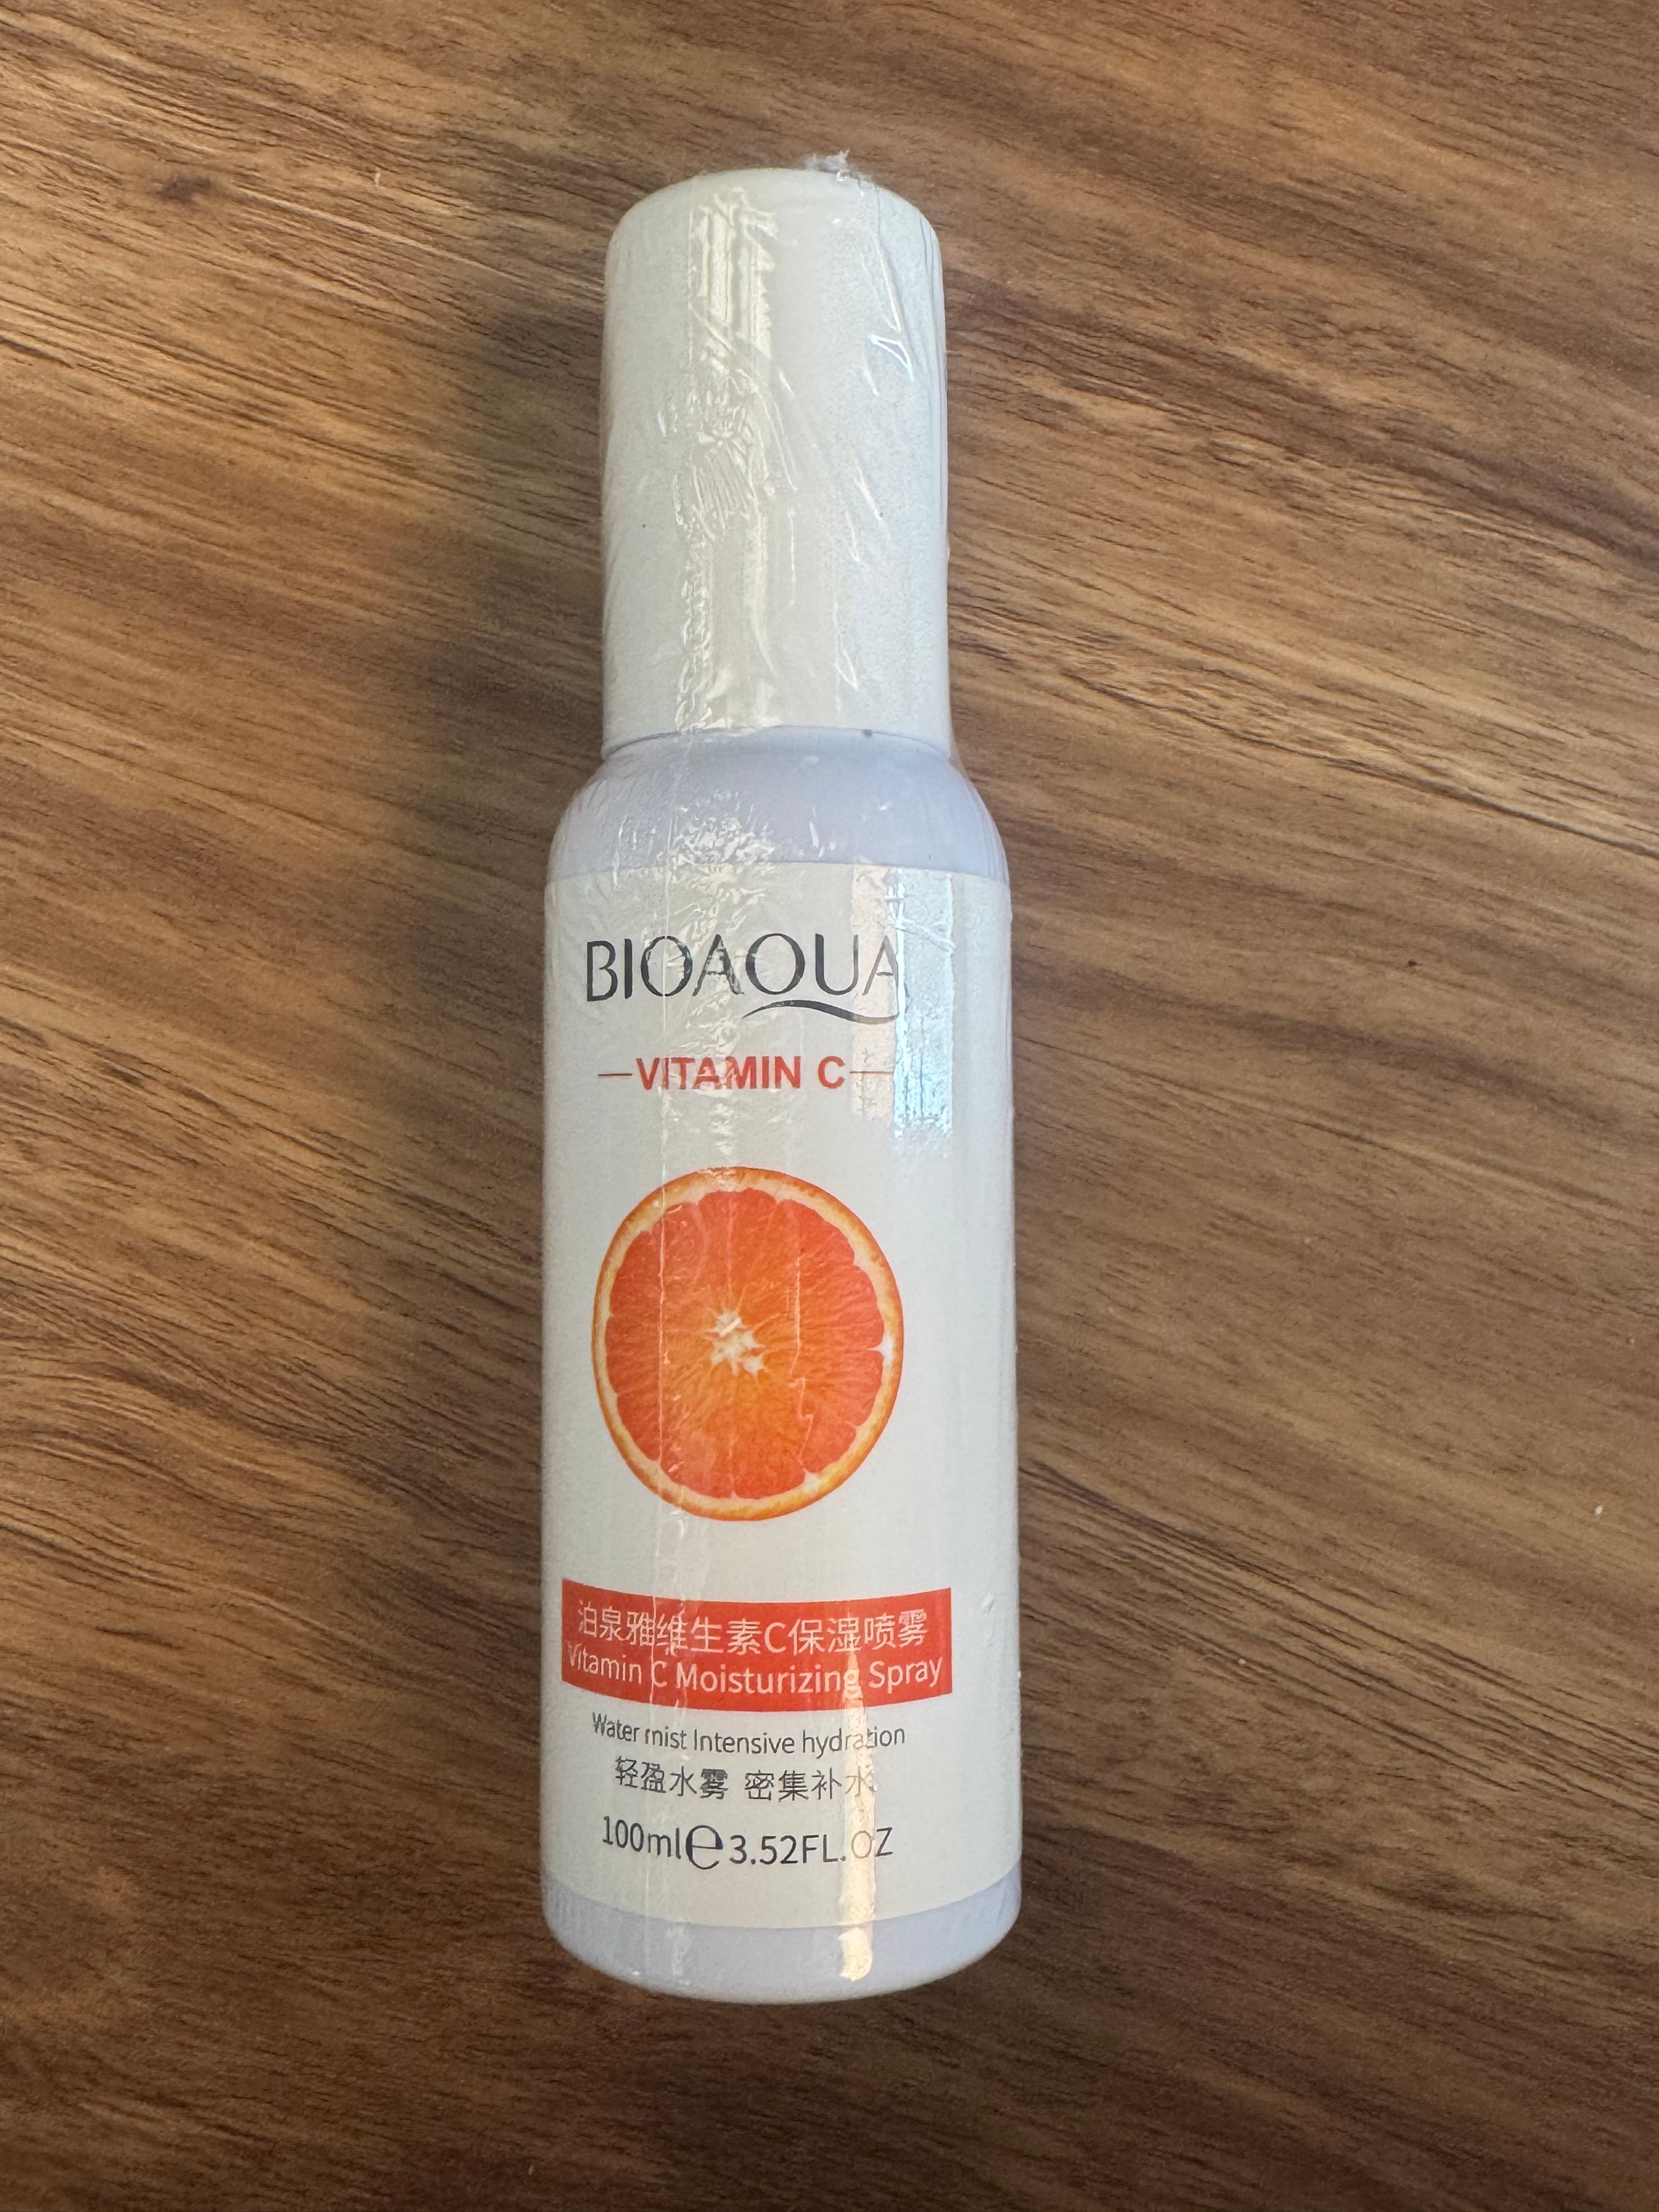 BIOAQUA
—VITAMIN C—
泊泉雅维生素C保湿喷雾
Vitamin C Moisturizing Spray
Water mist Intensive hydration
轻盈水雾 密集补水
100ml℮3.52FL.OZ